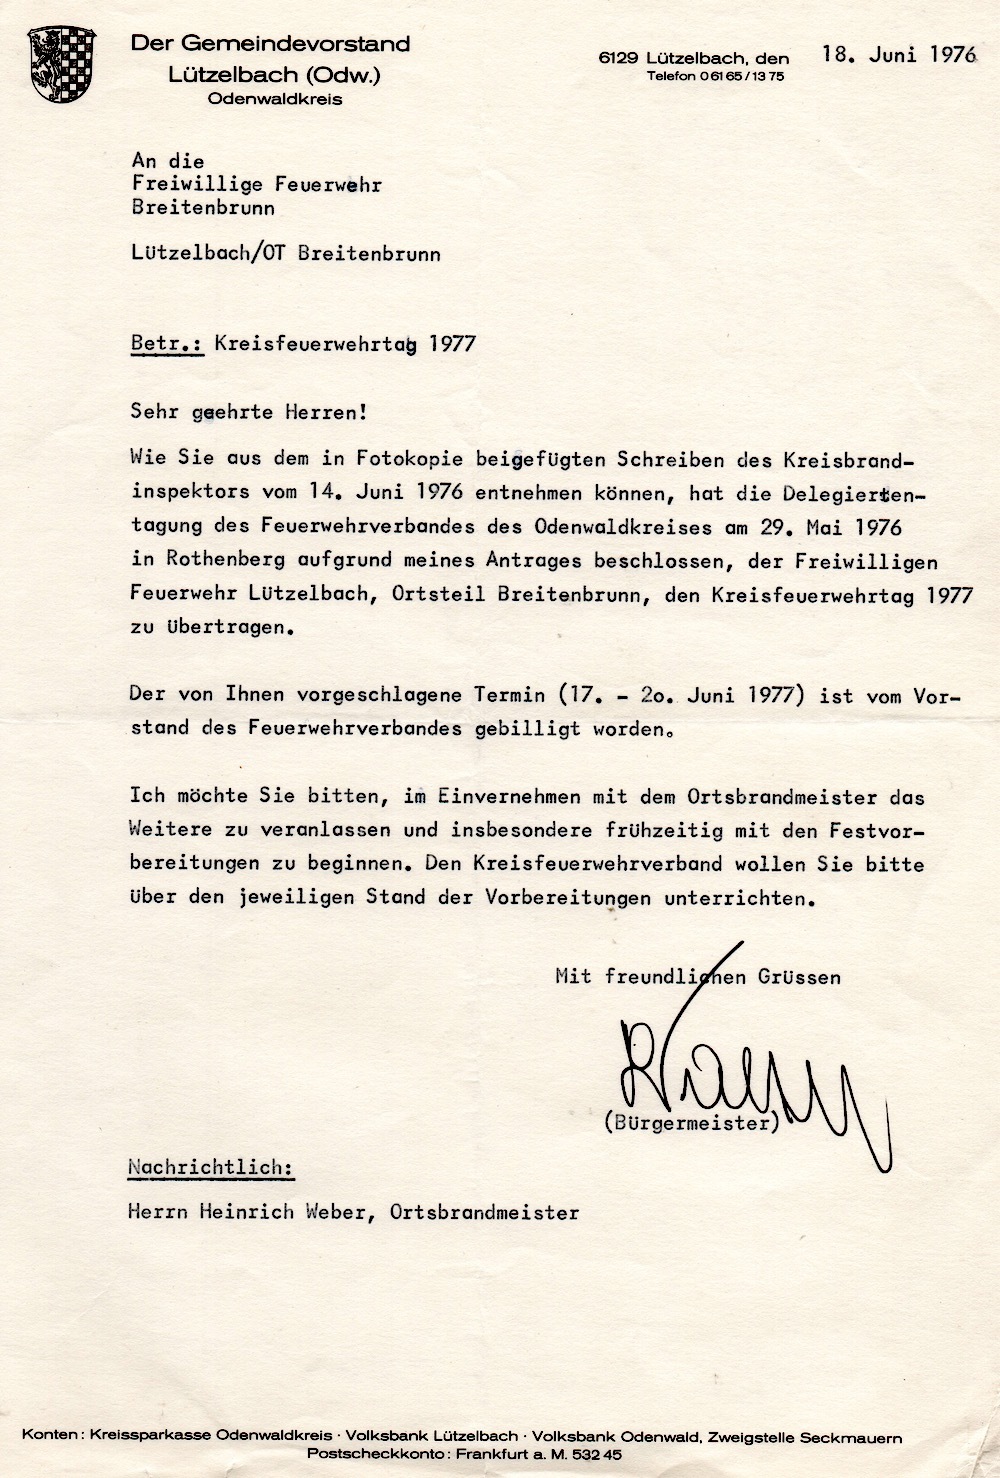 Der Gemeindevorstand
Lützelbach (Odw.)
Odenwaldkreis
6129 Lützelbach, den 18. Juni 1976
Telefon 0 61 65 / 13 75
An die
Freiwillige Feuerwehr
Breitenbrunn
Lützelbach/OT Breitenbrunn
Betr.: Kreisfeuerwehrtag 1977
Sehr geehrte Herren!
Wie Sie aus dem in Fotokopie beigefügten Schreiben des Kreisbrand-
inspektors vom 14. Juni 1976 entnehmen können, hat die Delegierten-
tagung des Feuerwehrverbandes des Odenwaldkreises am 29. Mai 1976
in Rothenberg aufgrund meines Antrages beschlossen, der Freiwilligen
Feuerwehr Lützelbach, Ortsteil Breitenbrunn, den Kreisfeuerwehrtag 1977
zu übertragen.
Der von Ihnen vorgeschlagene Termin (17. - 2o. Juni 1977) ist vom Vor-
stand des Feuerwehrverbandes gebilligt worden.
Ich möchte Sie bitten, im Einvernehmen mit dem Ortsbrandmeister das
Weitere zu veranlassen und insbesondere frühzeitig mit den Festvor-
bereitungen zu beginnen. Den Kreisfeuerwehrverband wollen Sie bitte
über den jeweiligen Stand der Vorbereitungen unterrichten.
Mit freundlichen Grüssen
(Bürgermeister)
Nachrichtlich:
Herrn Heinrich Weber, Ortsbrandmeister
Konten: Kreissparkasse Odenwaldkreis · Volksbank Lützelbach · Volksbank Odenwald, Zweigstelle Seckmauern
Postscheckkonto: Frankfurt a. M. 532 45